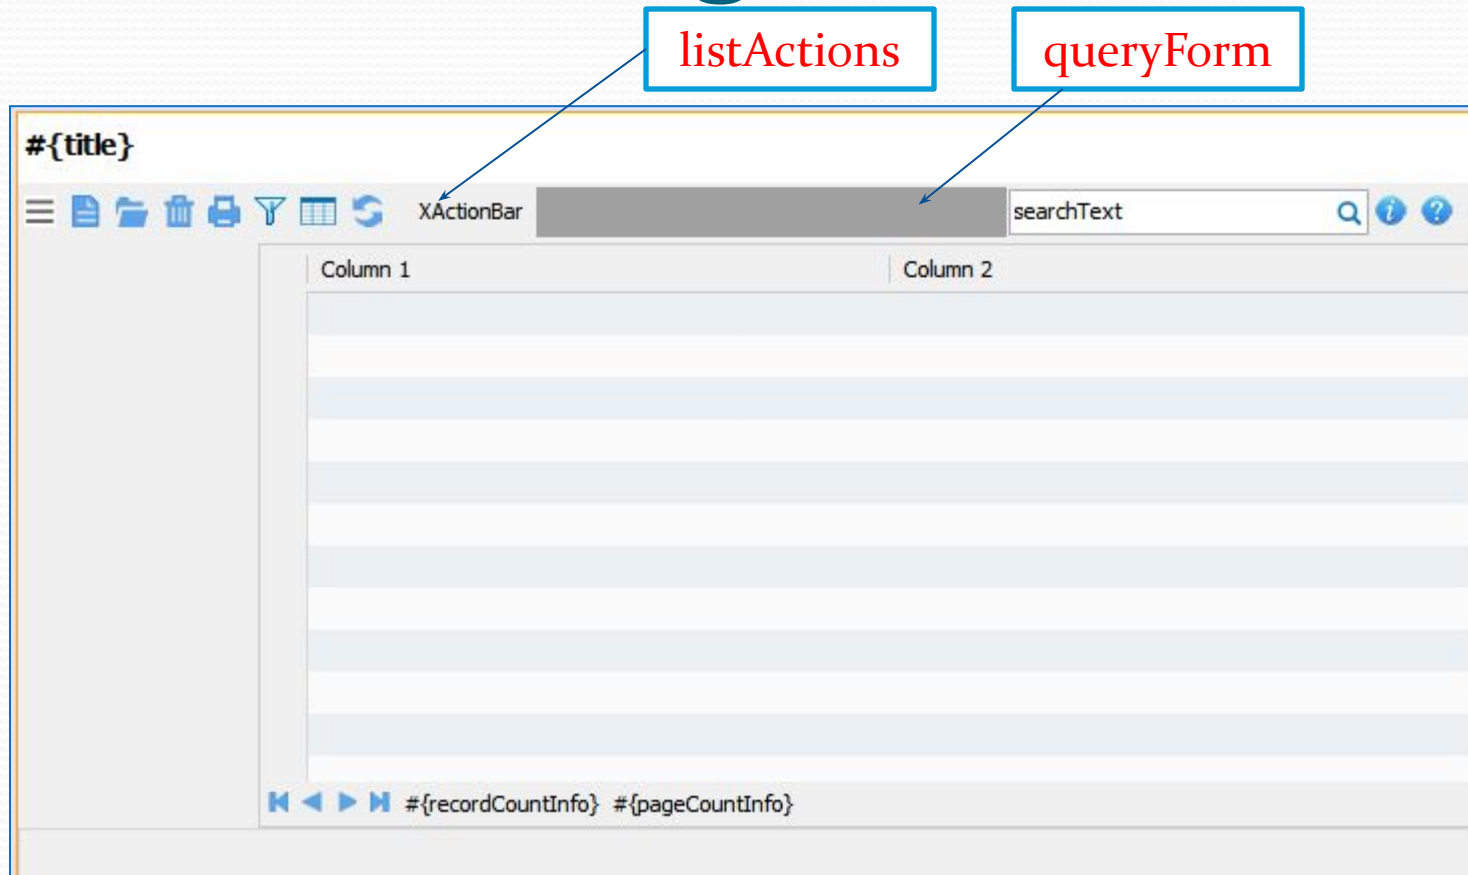 listActions
queryForm
#{title}
XActionBar
searchText
Column 1
Column 2
#{recordCountInfo} #{pageCountInfo}